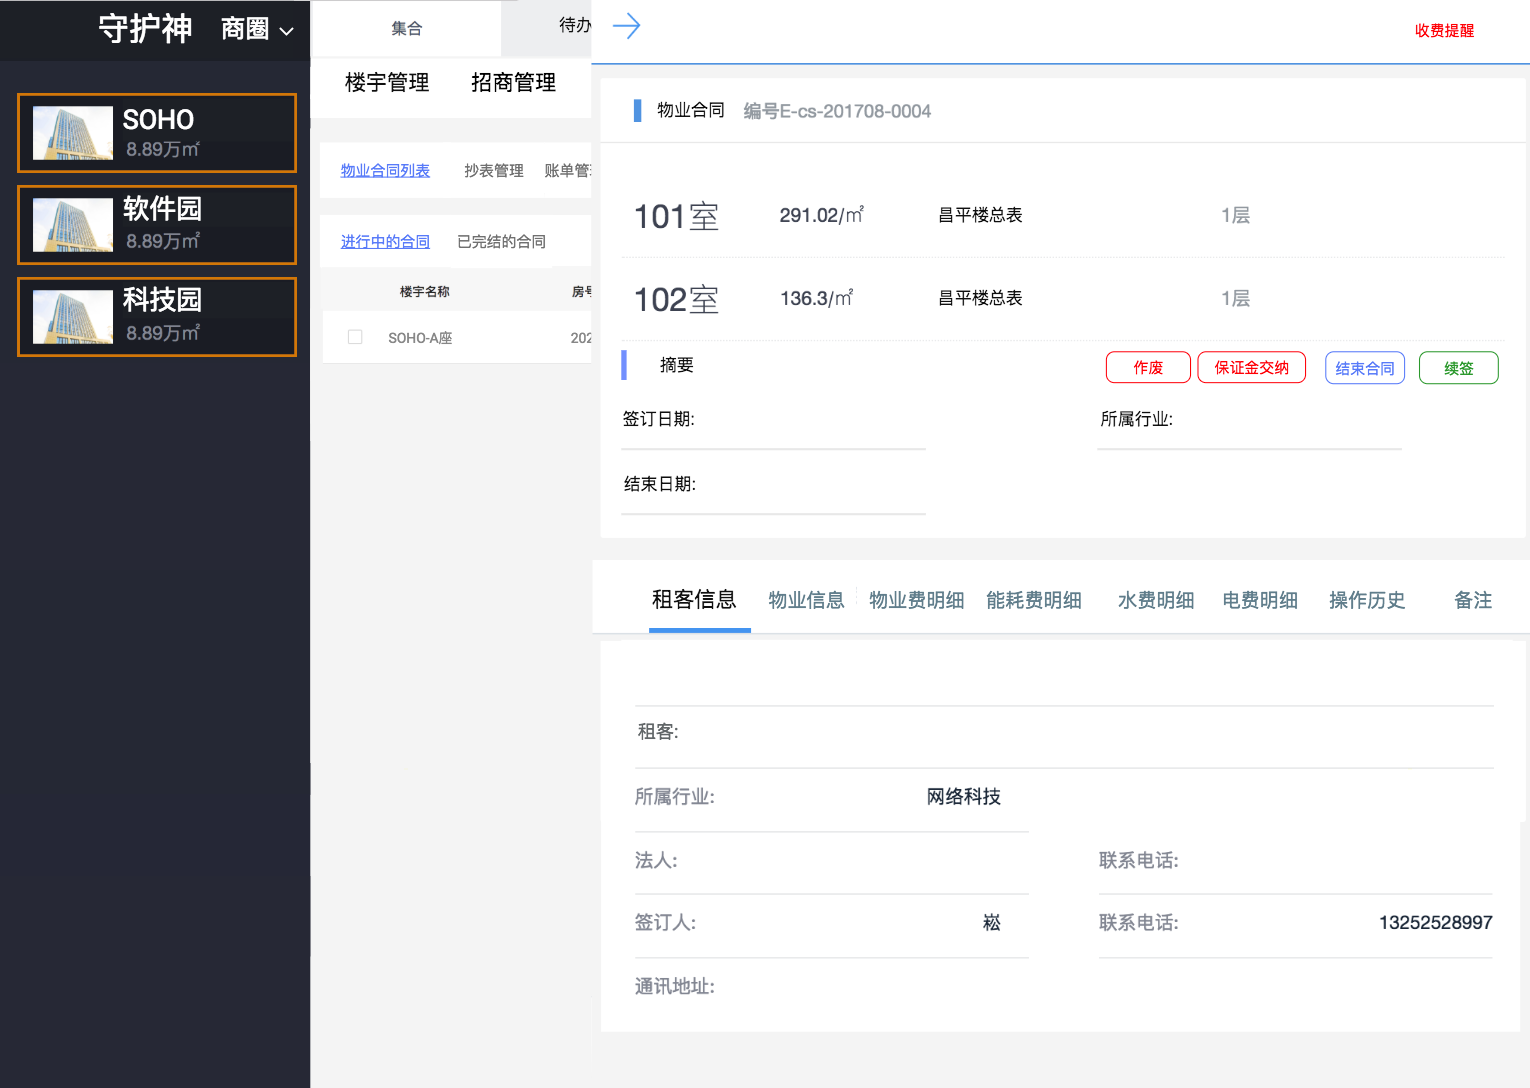 守护神 商圈
SOHO
8.89万㎡
软件园
8.89万㎡
科技园
8.89万㎡
集合 待办
楼宇管理 招商管理
物业合同列表 抄表管理 账单管
进行中的合同 已完结的合同
楼宇名称 房号
SOHO-A座 202
收费提醒
物业合同 编号E-cs-201708-0004
101室 291.02/㎡ 昌平楼总表 1层
102室 136.3/㎡ 昌平楼总表 1层
摘要 作废 保证金交纳 结束合同 续签
签订日期: 所属行业:
结束日期:
租客信息 物业信息 物业费明细 能耗费明细 水费明细 电费明细 操作历史 备注
租客:
所属行业: 网络科技
法人: 联系电话:
签订人: 崧 联系电话: 13252528997
通讯地址: